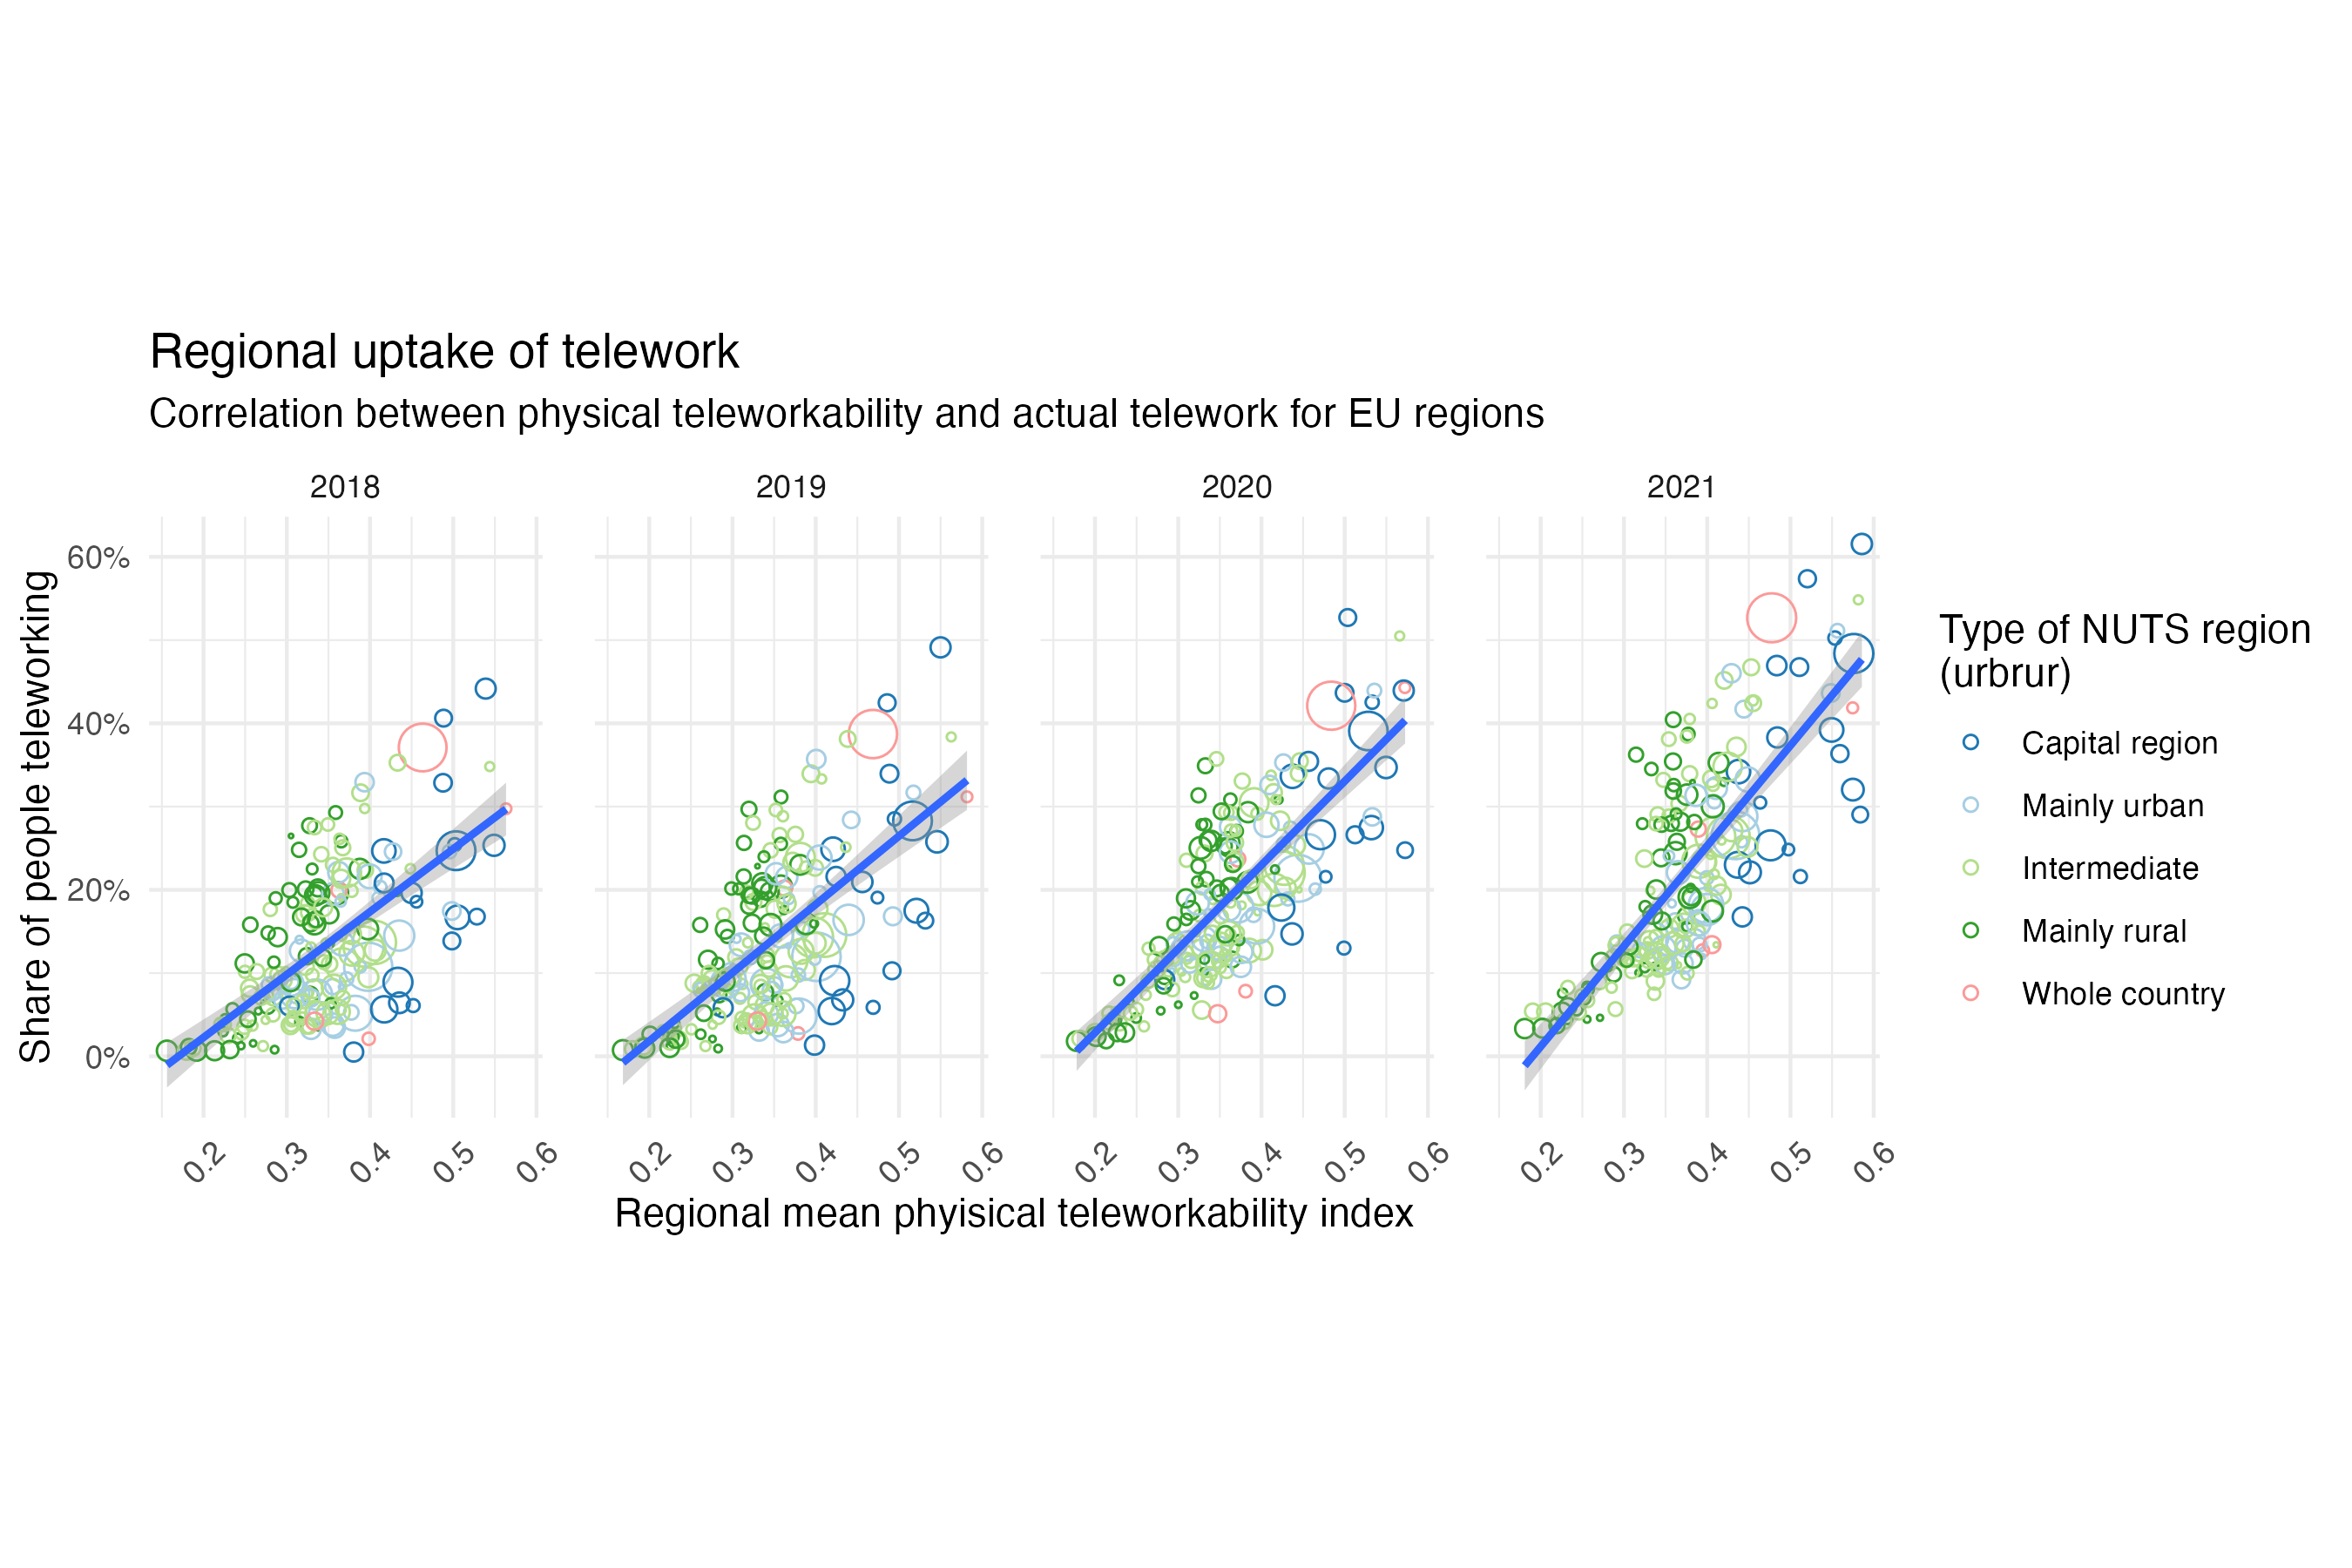 Regional uptake of telework
Correlation between physical teleworkability and actual telework for EU regions
2018
2019
2020
2021
Share of people teleworking
60%
40%
20%
0%
0.2
0.3
0.4
0.5
0.6
0.2
0.3
0.4
0.5
0.6
0.2
0.3
0.4
0.5
0.6
0.2
0.3
0.4
0.5
0.6
Regional mean phyisical teleworkability index
Type of NUTS region
(urbrur)
Capital region
Mainly urban
Intermediate
Mainly rural
Whole country